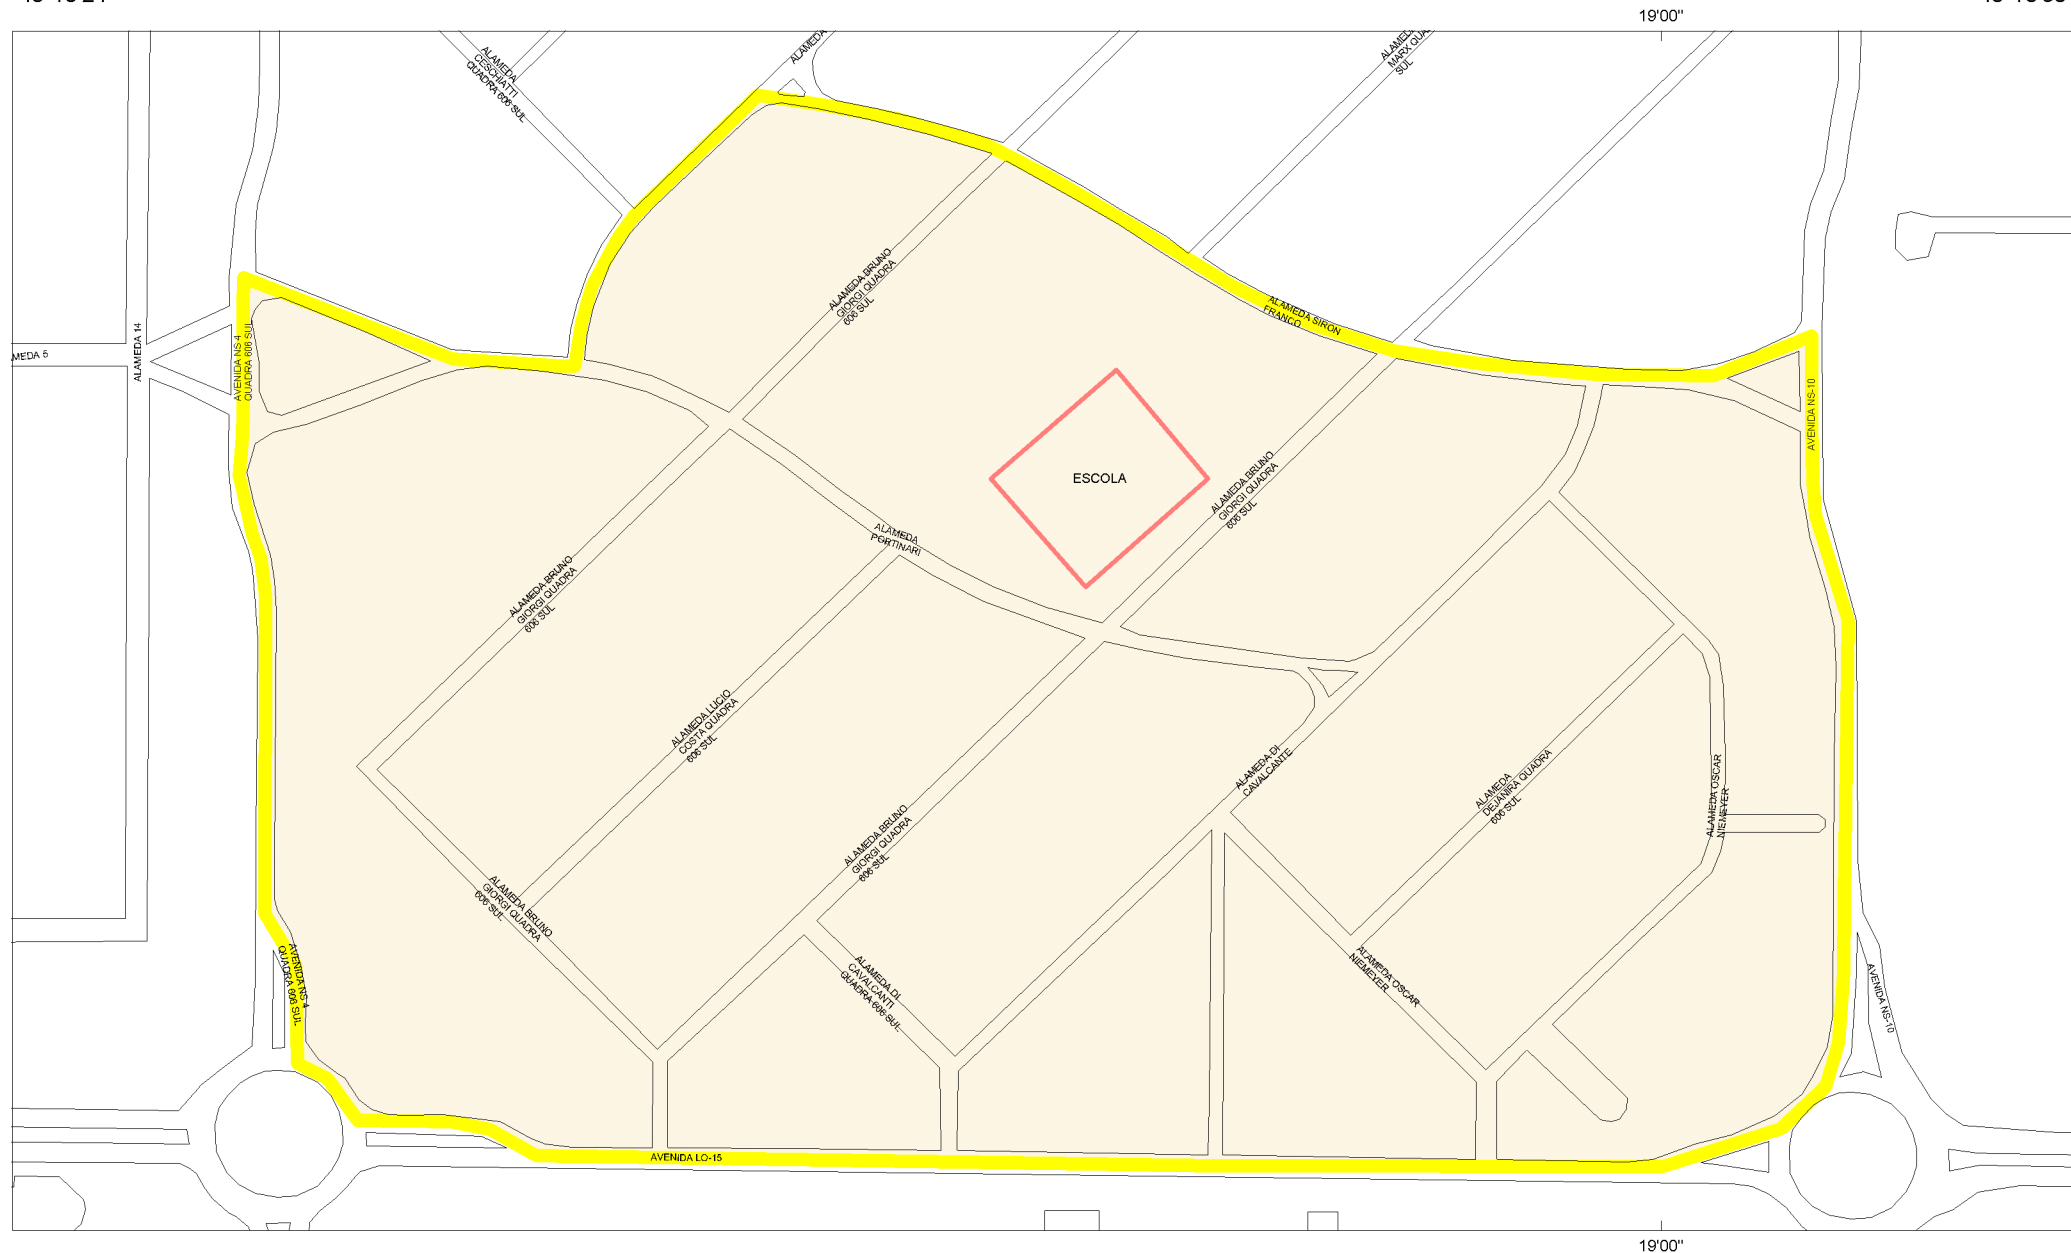 19'00"
ALAMEDA
CESCHIATTI
QUADRA 606 SUL
ALAMEDA
ALAMEDA
MARX QUA
SUL
ALAMEDA BRUNO
GIORGI QUADRA
606 SUL
ALAMEDA SIRON
FRANCO
MEDA 5
ALAMEDA 14
AVENIDA NS 4
QUADRA 606 SUL
AVENIDA NS-10
ESCOLA
ALAMEDA BRUNO
GIORGI QUADRA
606 SUL
ALAMEDA
PORTINARI
ALAMEDA BRUNO
GIORGI QUADRA
606 SUL
ALAMEDA LUCIO
COSTA QUADRA
606 SUL
ALAMEDA DI
CAVALCANTE
ALAMEDA
DEJANIRA QUADRA
606 SUL
ALAMEDA OSCAR
NIEMEYER
ALAMEDA BRUNO
GIORGI QUADRA
606 SUL
ALAMEDA BRUNO
GIORGI QUADRA
606 SUL
AVENIDA NS 4
QUADRA 606 SUL
ALAMEDA DI
CAVALCANTI
QUADRA 606 SUL
ALAMEDA OSCAR
NIEMEYER
AVENIDA NS-10
AVENIDA LO-15
19'00"